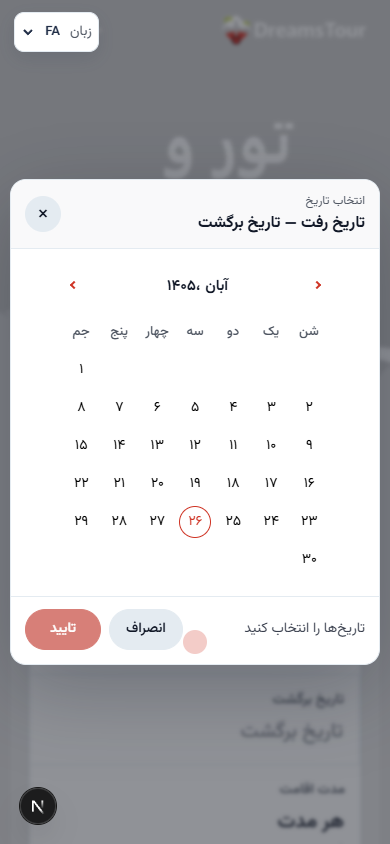 زبان FA
DreamsTour
تور و
انتخاب تاریخ
تاریخ رفت — تاریخ برگشت
×
آبان ،۱۴۰۵
شن یک دو سه چهار پنج جم
۱
۲ ۳ ۴ ۵ ۶ ۷ ۸
۹ ۱۰ ۱۱ ۱۲ ۱۳ ۱۴ ۱۵
۱۶ ۱۷ ۱۸ ۱۹ ۲۰ ۲۱ ۲۲
۲۳ ۲۴ ۲۵ ۲۶ ۲۷ ۲۸ ۲۹
۳۰
تاریخ‌ها را انتخاب کنید
انصراف
تایید
تاریخ برگشت
تاریخ برگشت
مدت اقامت
هر مدت
N